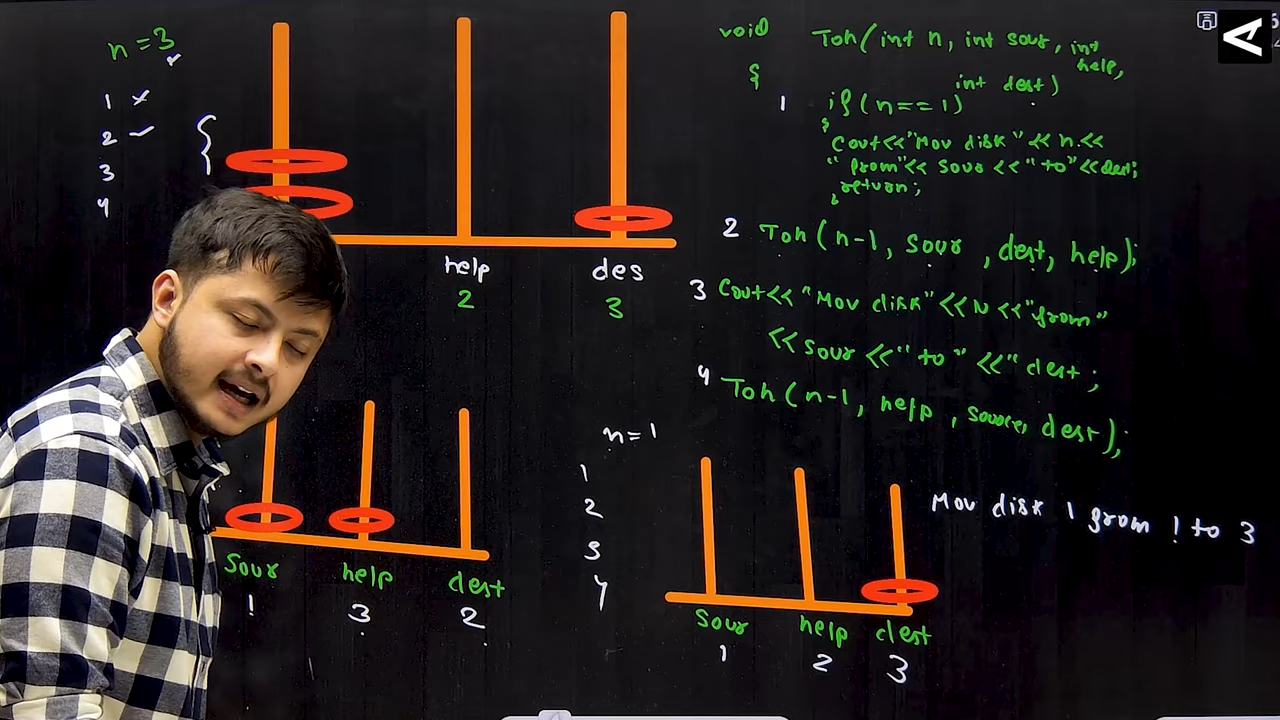 n = 3
1 ×
2 ✓
3
4
help
des
2
3
void Toh(int n, int sour, int
help,
{
int dest)
1 if(n==1)
{
Cout<<"Mov disk" << n <<
" from"<< Sour <<" to"<<dest;
return;
}
2 Toh(n-1, Sour, dest, help);
3 Cout<<"Mov disk"<<N<<"from"
<<Sour<<" to "<<" dest;
4 Toh(n-1, help, source, dest);
Sour
help
dest
1
3
2
n=1
1
2
3
4
Mov disk 1 from 1 to 3
Sour
help
dest
1
2
3